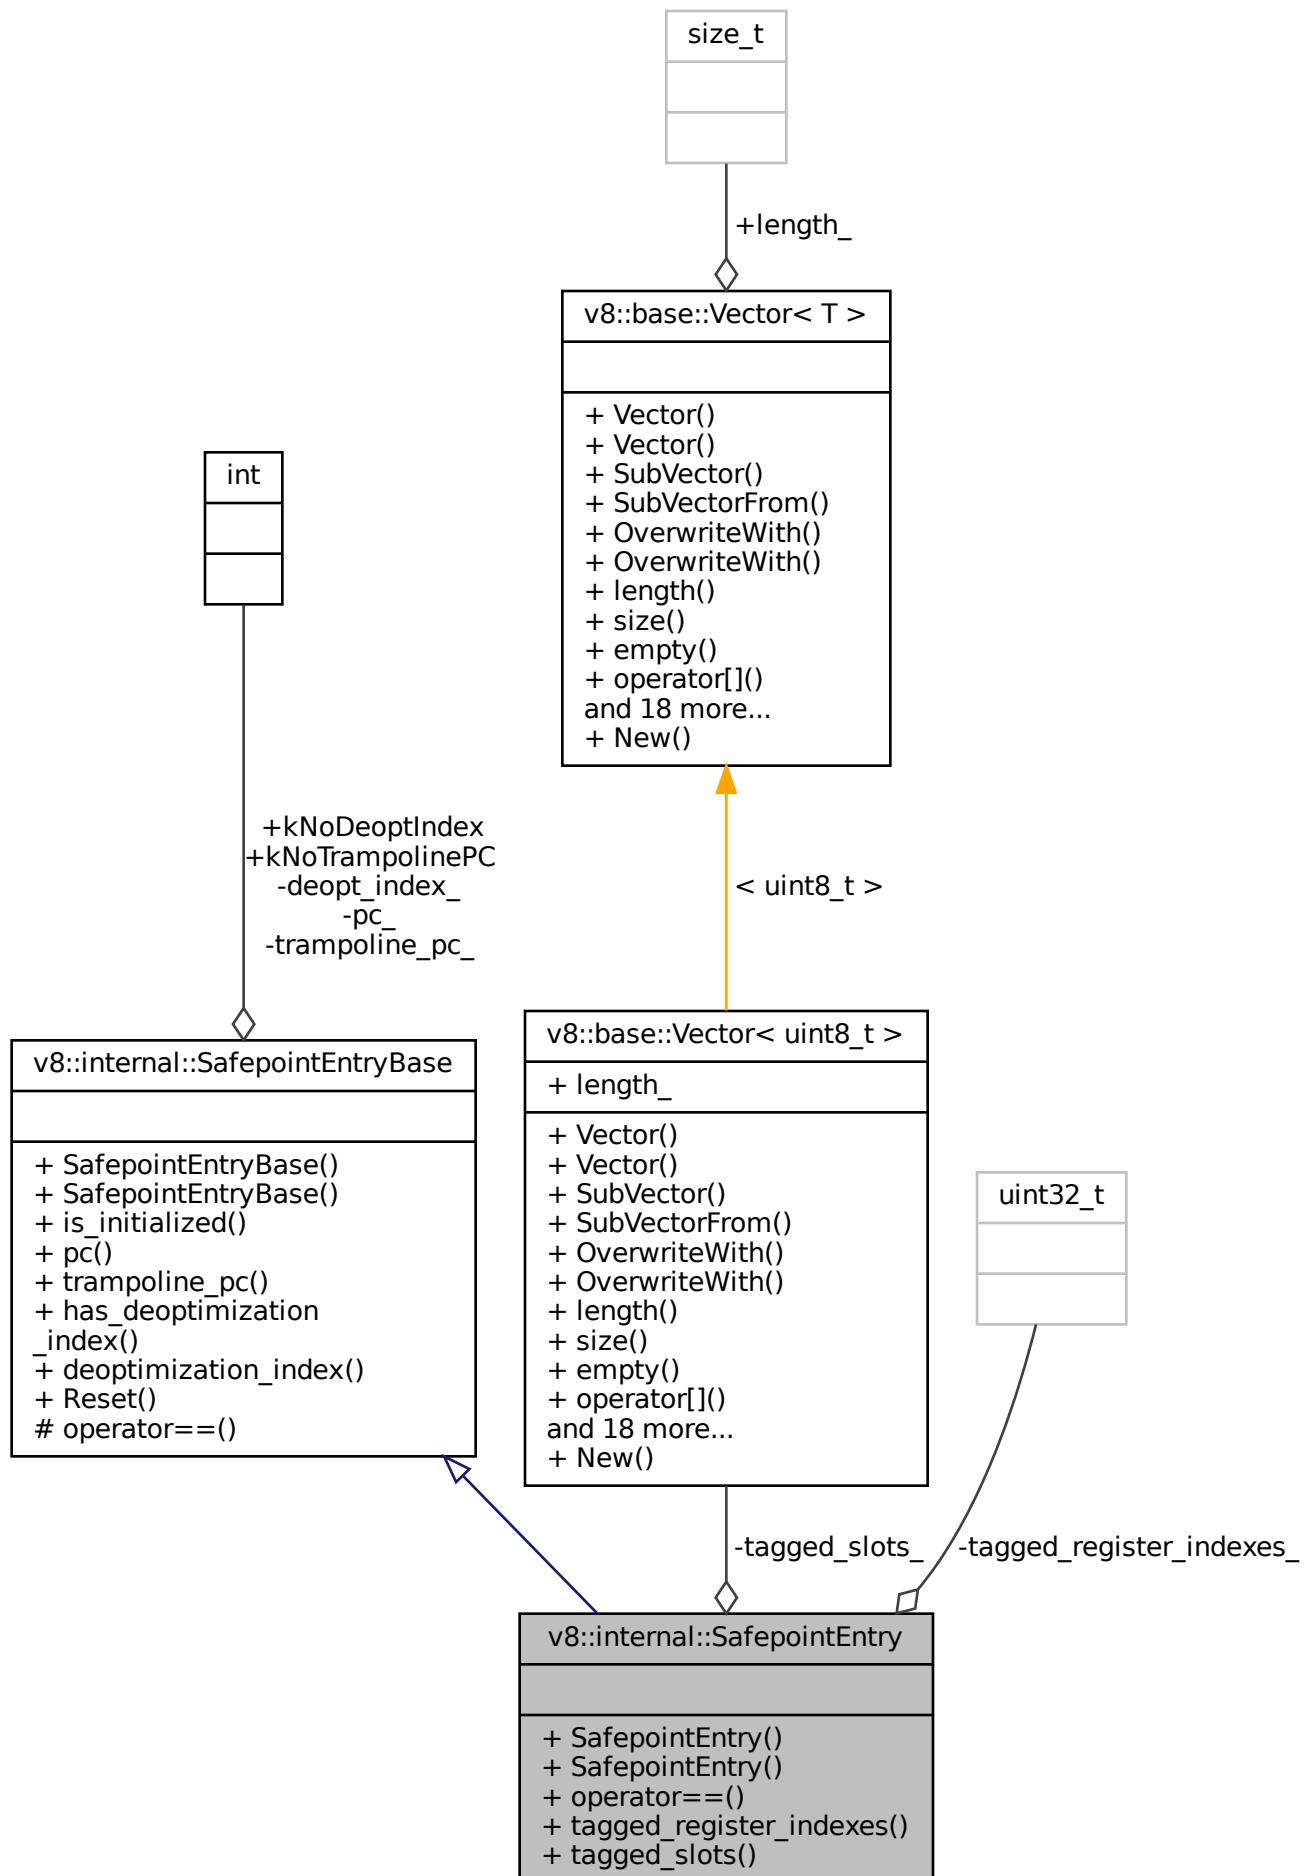 size_t
+length_
v8::base::Vector< T >
+ Vector()
+ Vector()
+ SubVector()
+ SubVectorFrom()
+ OverwriteWith()
+ OverwriteWith()
+ length()
+ size()
+ empty()
+ operator[]()
and 18 more...
+ New()
int
+kNoDeoptIndex
+kNoTrampolinePC
-deopt_index_
-pc_
-trampoline_pc_
< uint8_t >
v8::internal::SafepointEntryBase
+ SafepointEntryBase()
+ SafepointEntryBase()
+ is_initialized()
+ pc()
+ trampoline_pc()
+ has_deoptimization
_index()
+ deoptimization_index()
+ Reset()
# operator==()
v8::base::Vector< uint8_t >
+ length_
+ Vector()
+ Vector()
+ SubVector()
+ SubVectorFrom()
+ OverwriteWith()
+ OverwriteWith()
+ length()
+ size()
+ empty()
+ operator[]()
and 18 more...
+ New()
uint32_t
-tagged_slots_
-tagged_register_indexes_
v8::internal::SafepointEntry
+ SafepointEntry()
+ SafepointEntry()
+ operator==()
+ tagged_register_indexes()
+ tagged_slots()